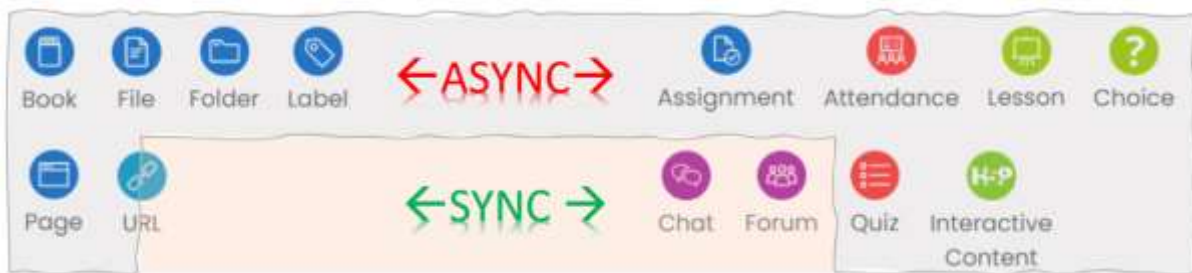 Book File Folder Label ←ASYNC→ Assignment Attendance Lesson Choice
Page URL ←SYNC → Chat Forum Quiz Interactive Content
?
H-P